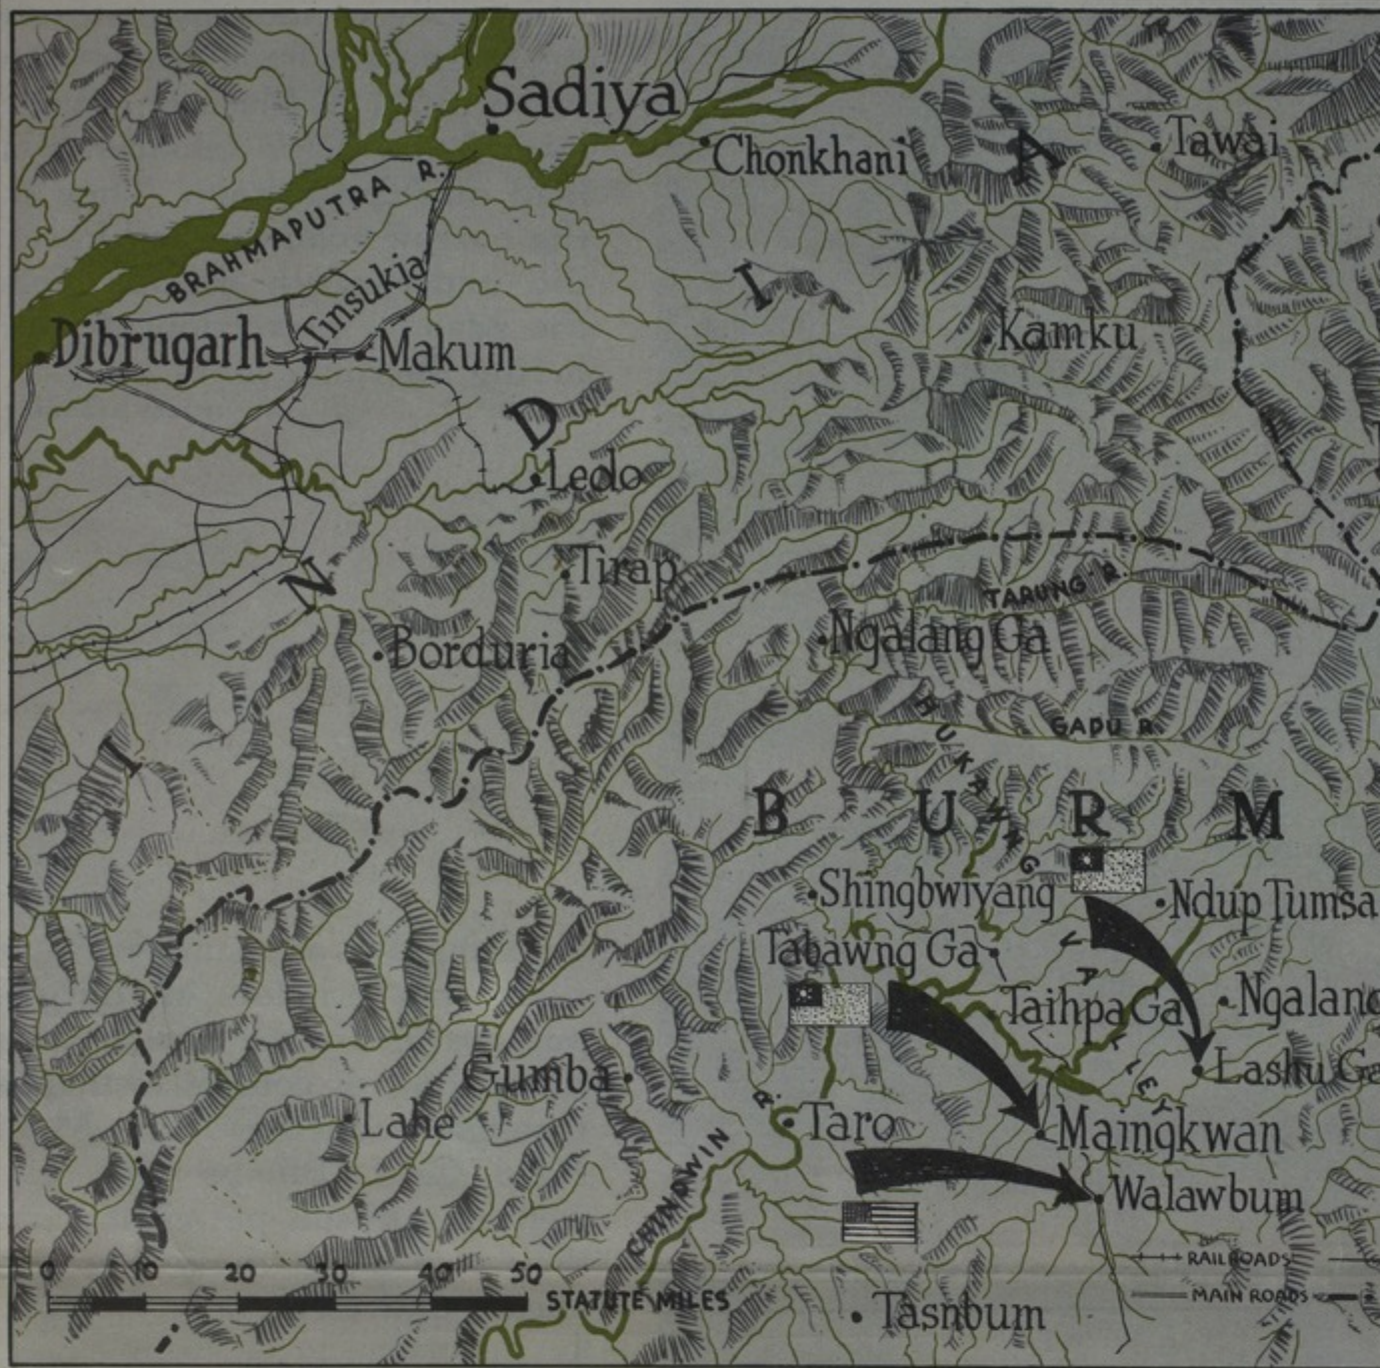 Sadiya
Chonkhani
A
Tawai
R
BRAHMAPUTRA R.
Tinsukia
I
Dibrugarh
Makum
Kamku
D
Ledo
N
Tirap
TARUNG R.
Borduria
Ngalang Ga
HUKAWNG
GADU R.
I
B U R M
Shingbwiyang
Ndup Tumsa
Tabawng Ga
VALLEY
Taihpa Ga
Ngalang
Gumba
Lashu Ga
Lahe
Taro
Maingkwan
CHINDWIN R.
Walawbum
RAILROADS
0 10 20 30 40 50
STATUTE MILES
MAIN ROADS
Tasnbum